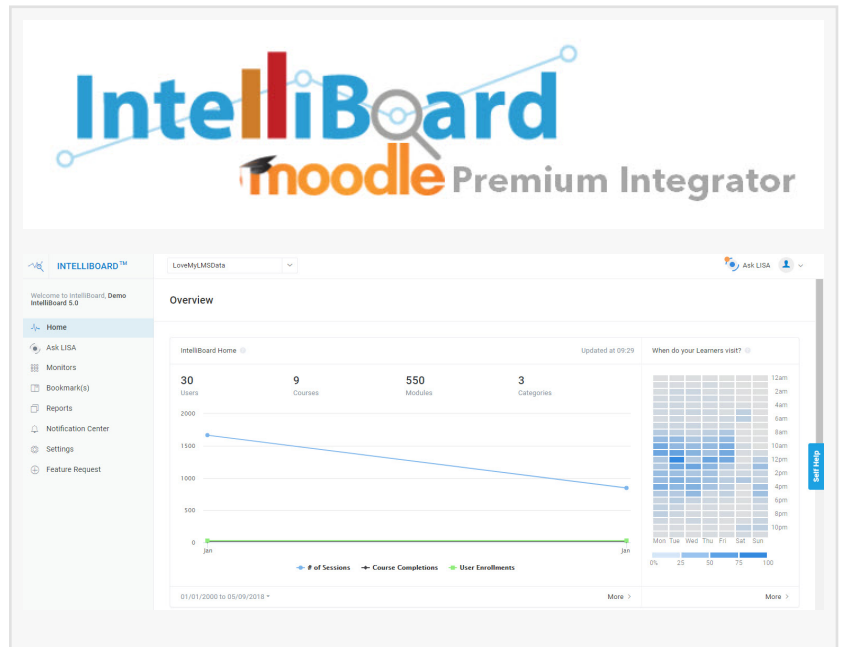 IntelliBoard
moodle Premium Integrator
INTELLIBOARD™
LoveMyLMSData
Ask LISA
Welcome to IntelliBoard, Demo
IntelliBoard 5.0
Overview
Home
Ask LISA
Monitors
Bookmark(s)
Reports
Notification Center
Settings
Feature Request
IntelliBoard Home
Updated at 09:29
30
Users
9
Courses
550
Modules
3
Categories
2000
1500
1000
500
0
Jan
Jan
# of Sessions
Course Completions
User Enrollments
01/01/2000 to 05/09/2018
More >
When do your Learners visit?
12am
2am
4am
6am
8am
10am
12pm
2pm
4pm
6pm
8pm
10pm
Mon Tue Wed Thu Fri Sat Sun
0% 25 50 75 100
More >
Self Help